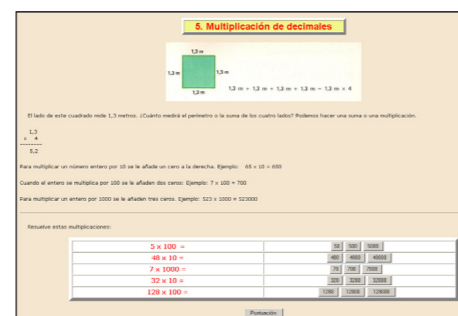 5. Multiplicación de decimales
1,3 m
1,3 m
1,3 m
1,3 m
1,3 m + 1,3 m + 1,3 m + 1,3 m = 1,3 m x 4
El lado de este cuadrado mide 1,3 metros. ¿Cuánto medirá el perímetro o la suma de los cuatro lados? Podemos hacer una suma o una multiplicación.
1,3
x 4
--------
5,2
Para multiplicar un número entero por 10 se le añade un cero a la derecha. Ejemplo: 65 x 10 = 650
Cuando el entero se multiplica por 100 se le añaden dos ceros: Ejemplo: 7 x 100 = 700
Para multiplicar un entero por 1000 se le añaden tres ceros. Ejemplo: 523 x 1000 = 523000
Resuelve estas multiplicaciones:
5 x 100 = 50 500 5000
48 x 10 = 480 4800 48000
7 x 1000 = 70 700 7000
32 x 10 = 320 3200 32000
128 x 100 = 1280 12800 128000
Puntuación